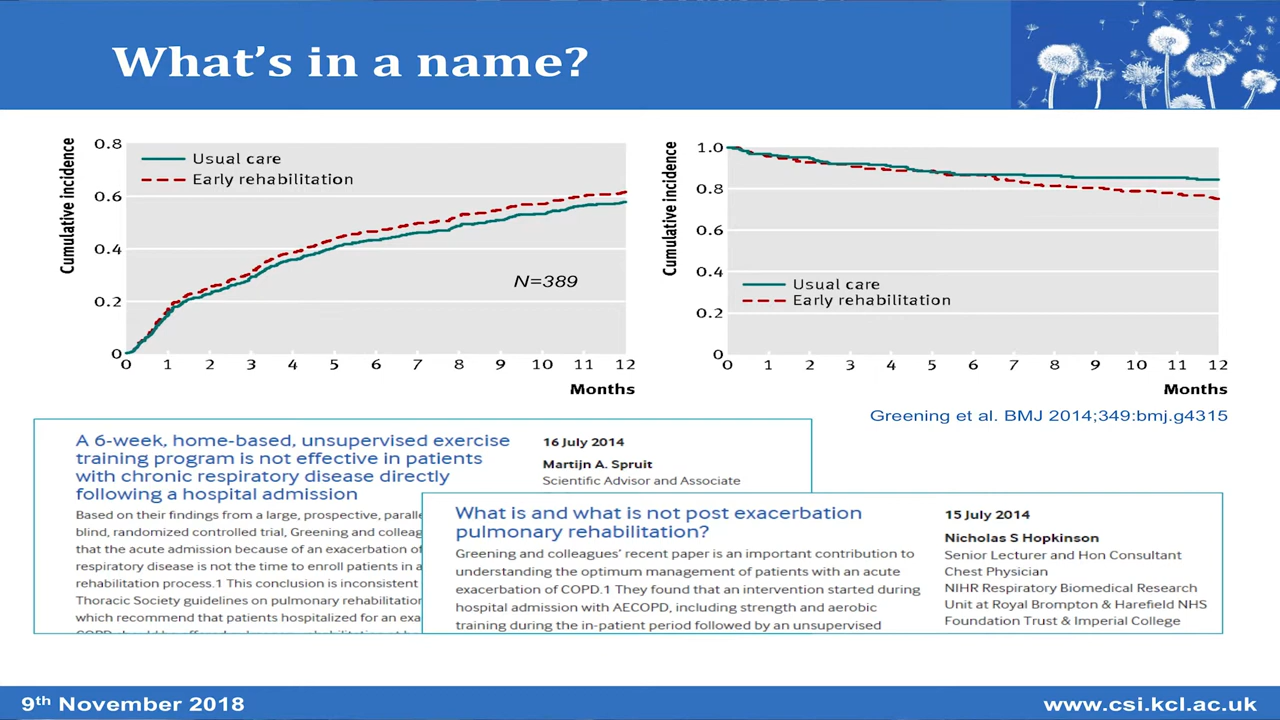 What's in a name?
Cumulative incidence
0.8
0.6
0.4
0.2
0
Usual care
Early rehabilitation
N=389
0 1 2 3 4 5 6 7 8 9 10 11 12
Months
Cumulative incidence
1.0
0.8
0.6
0.4
0.2
0
Usual care
Early rehabilitation
0 1 2 3 4 5 6 7 8 9 10 11 12
Months
Greening et al. BMJ 2014;349:bmj.g4315
A 6-week, home-based, unsupervised exercise
training program is not effective in patients
with chronic respiratory disease directly
following a hospital admission
Based on their findings from a large, prospective,
blind, randomized controlled trial, Greening and
that the acute admission because of an exacerbation
respiratory disease is not the time to enroll patients in
rehabilitation process.1 This conclusion is inconsistent
Thoracic Society guidelines on pulmonary rehabilitation
which recommend that patients hospitalized for an
16 July 2014
Martijn A. Spruit
Scientific Advisor and Associate
What is and what is not post exacerbation
pulmonary rehabilitation?
Greening and colleagues' recent paper is an important contribution to
understanding the optimum management of patients with an acute
exacerbation of COPD.1 They found that an intervention started during
hospital admission with AECOPD, including strength and aerobic
training during the in-patient period followed by an unsupervised
15 July 2014
Nicholas S Hopkinson
Senior Lecturer and Hon Consultant
Chest Physician
NIHR Respiratory Biomedical Research
Unit at Royal Brompton & Harefield NHS
Foundation Trust & Imperial College
9th November 2018
www.csi.kcl.ac.uk